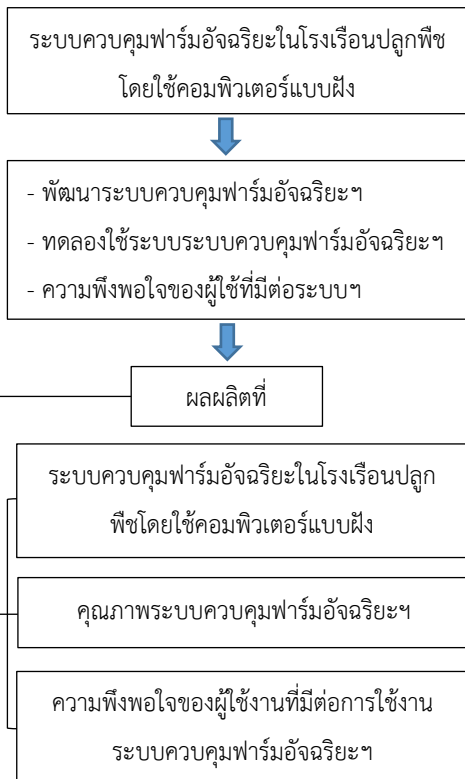 ระบบควบคุมฟาร์มอัจฉริยะในโรงเรือนปลูกพืช
โดยใช้คอมพิวเตอร์แบบฝัง
- พัฒนาระบบควบคุมฟาร์มอัจฉริยะฯ
- ทดลองใช้ระบบระบบควบคุมฟาร์มอัจฉริยะฯ
- ความพึงพอใจของผู้ใช้ที่มีต่อระบบฯ
ผลผลิตที่
ระบบควบคุมฟาร์มอัจฉริยะในโรงเรือนปลูก
พืชโดยใช้คอมพิวเตอร์แบบฝัง
คุณภาพระบบควบคุมฟาร์มอัจฉริยะฯ
ความพึงพอใจของผู้ใช้งานที่มีต่อการใช้งาน
ระบบควบคุมฟาร์มอัจฉริยะฯ